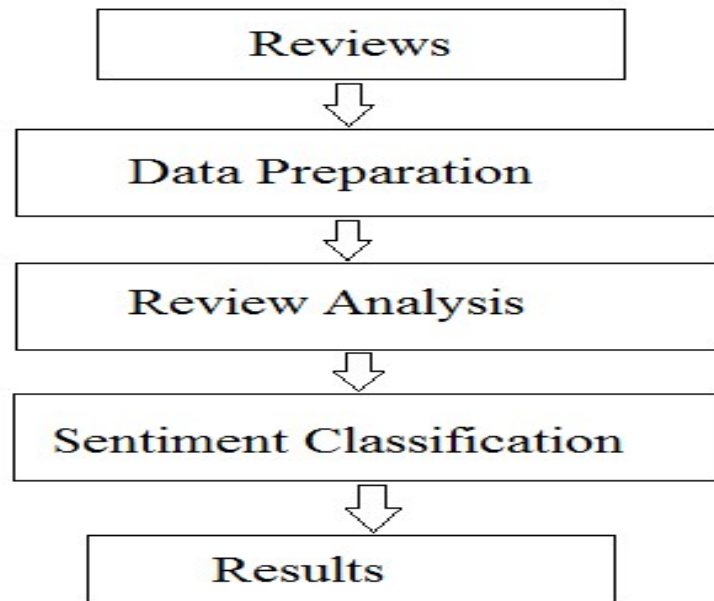 Reviews
Data Preparation
Review Analysis
Sentiment Classification
Results